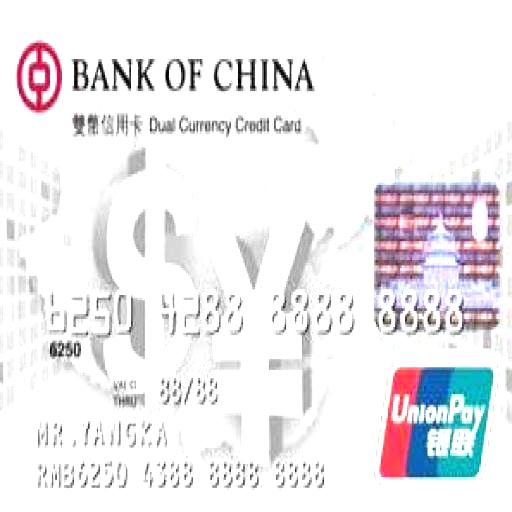 BANK OF CHINA
雙幣信用卡 Dual Currency Credit Card
6250 4288 8888 8888
6250
VALID THRU 88/88
MR.YANGKA
RMB6250 4388 8888 8888
UnionPay
银联